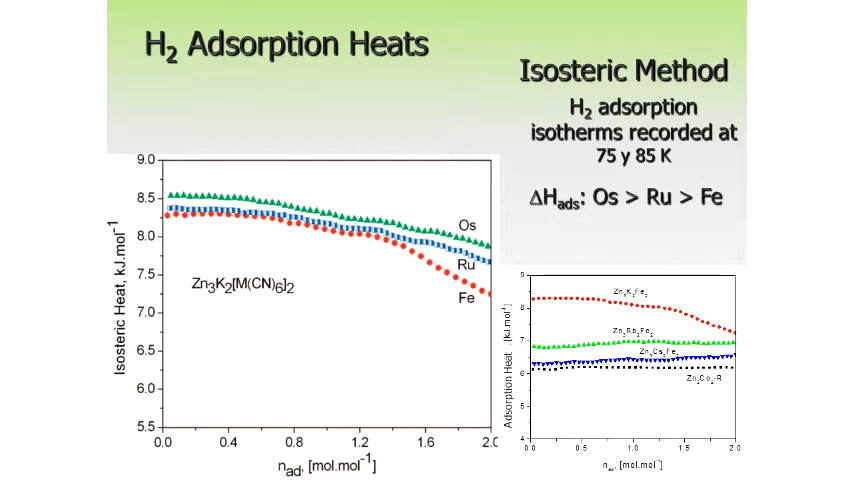 H₂ Adsorption Heats
Isosteric Method
H₂ adsorption
isotherms recorded at
75 y 85 K
ΔHads: Os > Ru > Fe
9.0
8.5
8.0
7.5
7.0
6.5
6.0
5.5
Isosteric Heat, kJ.mol⁻¹
Os
Ru
Fe
Zn₃K₂[M(CN)₆]₂
0.0 0.4 0.8 1.2 1.6 2.0
nad, [mol.mol⁻¹]
9
8
7
6
5
4
Adsorption Heat , [kJ.mol⁻¹]
Zn₃K₂Fe₂
Zn₃Rb₂Fe₂
Zn₃Cs₂Fe₂
Zn₃Co₂-R
0.0 0.5 1.0 1.5 2.0
nad, [mol.mol⁻¹]